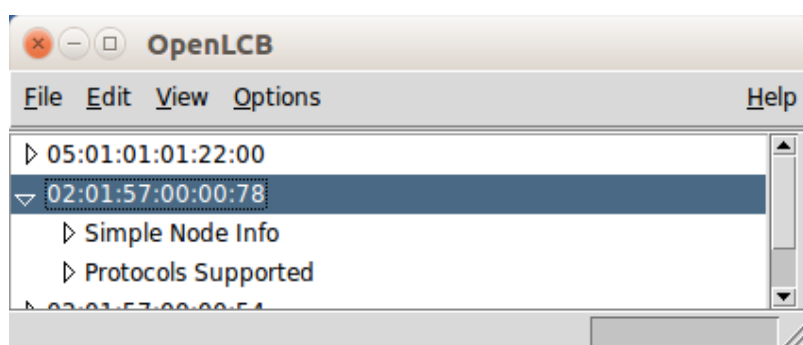 OpenLCB
File Edit View Options Help
05:01:01:01:22:00
02:01:57:00:00:78
Simple Node Info
Protocols Supported